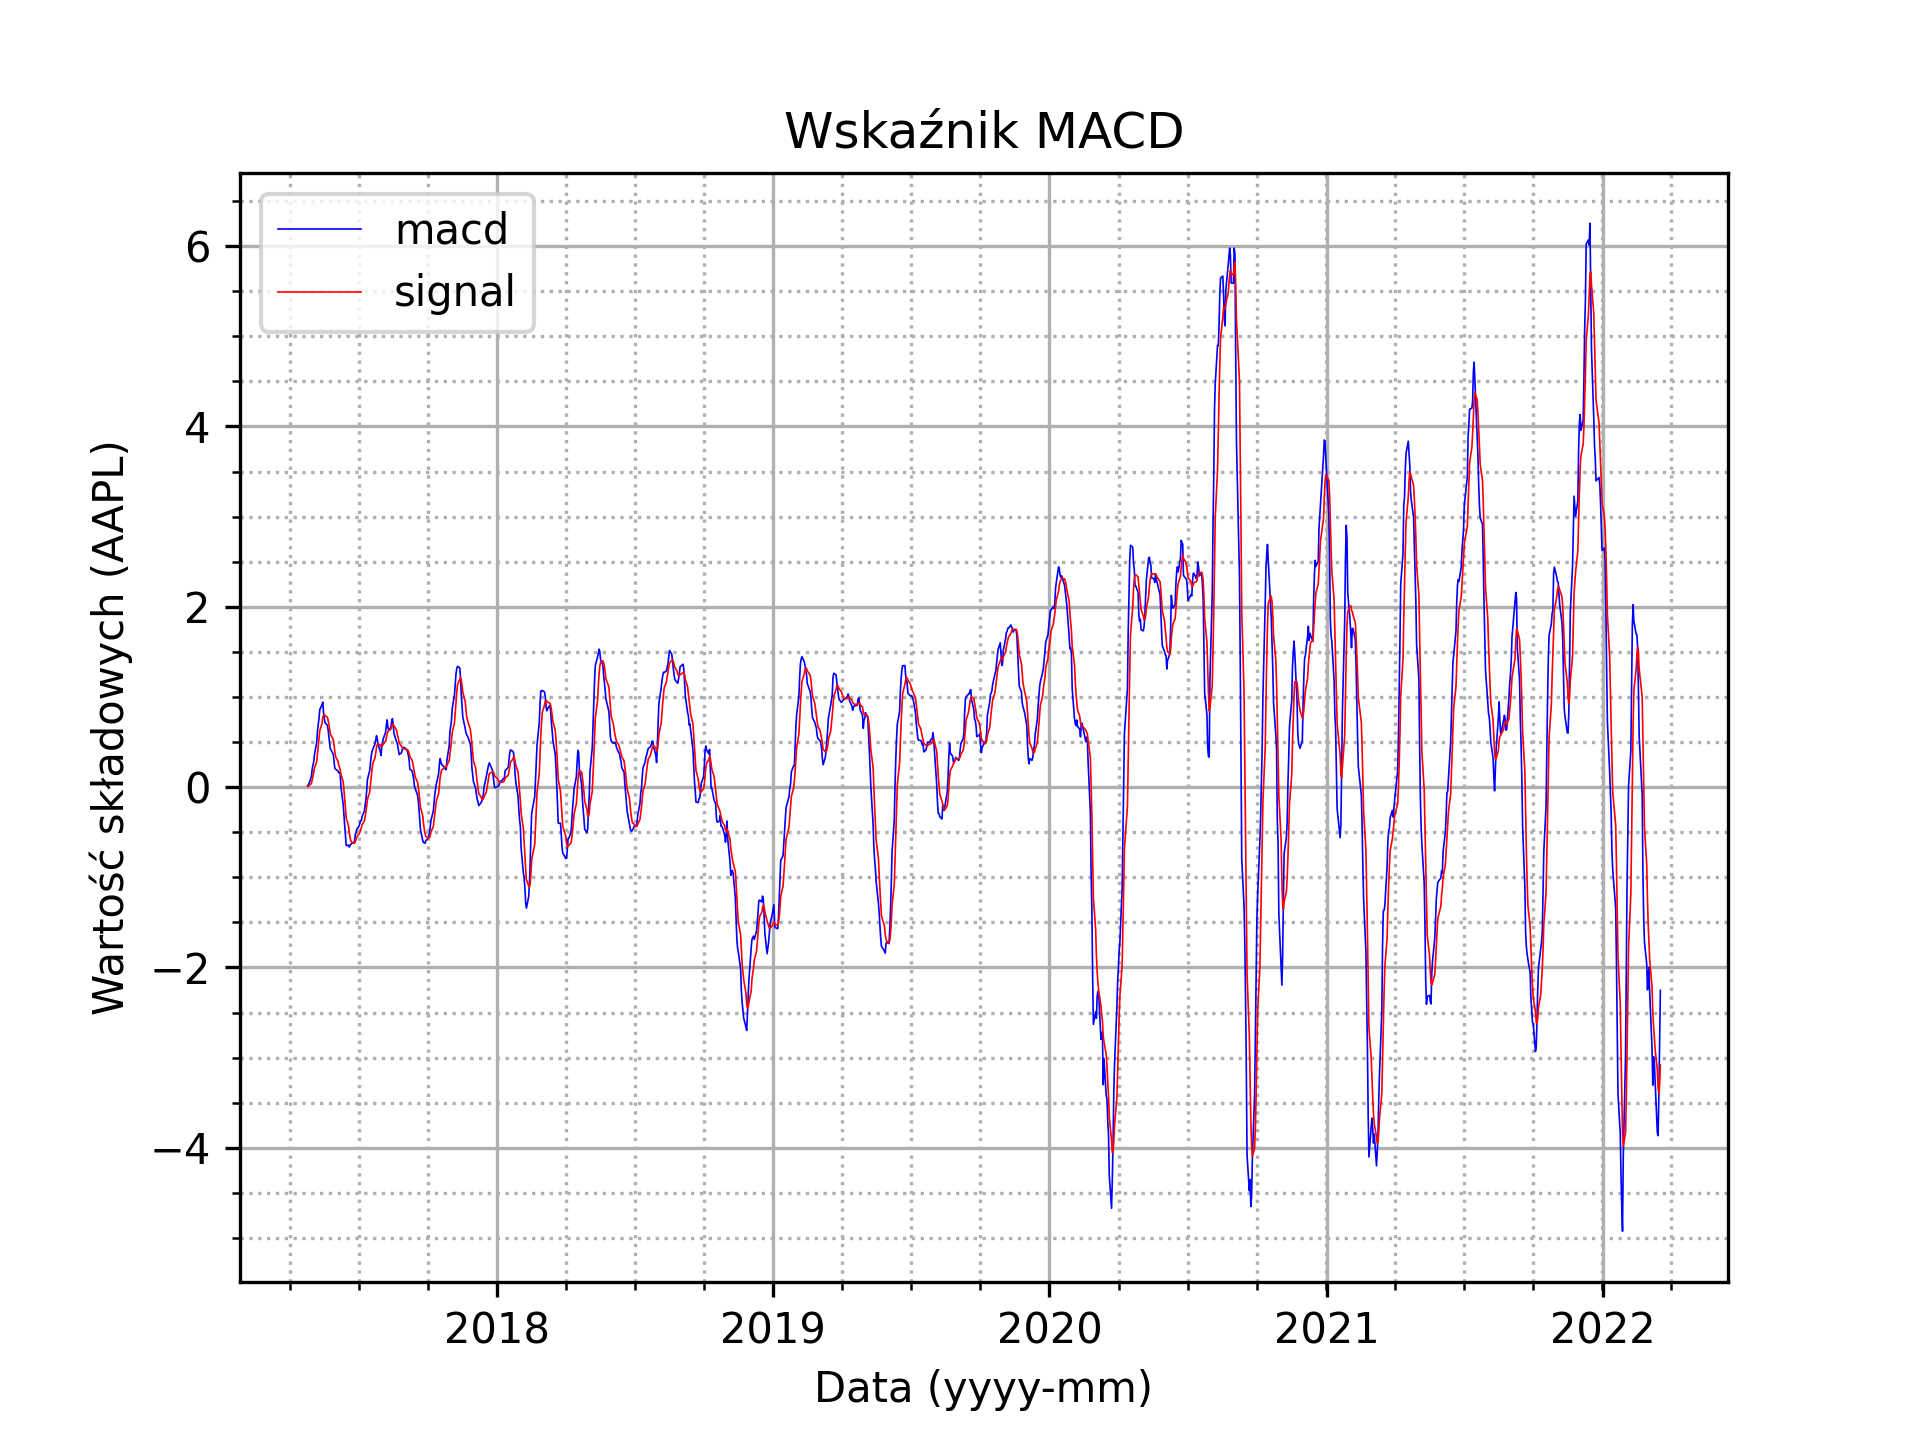 Wskaźnik MACD
macd
signal
6
4
2
0
−2
−4
Wartość składowych (AAPL)
2018 2019 2020 2021 2022
Data (yyyy-mm)